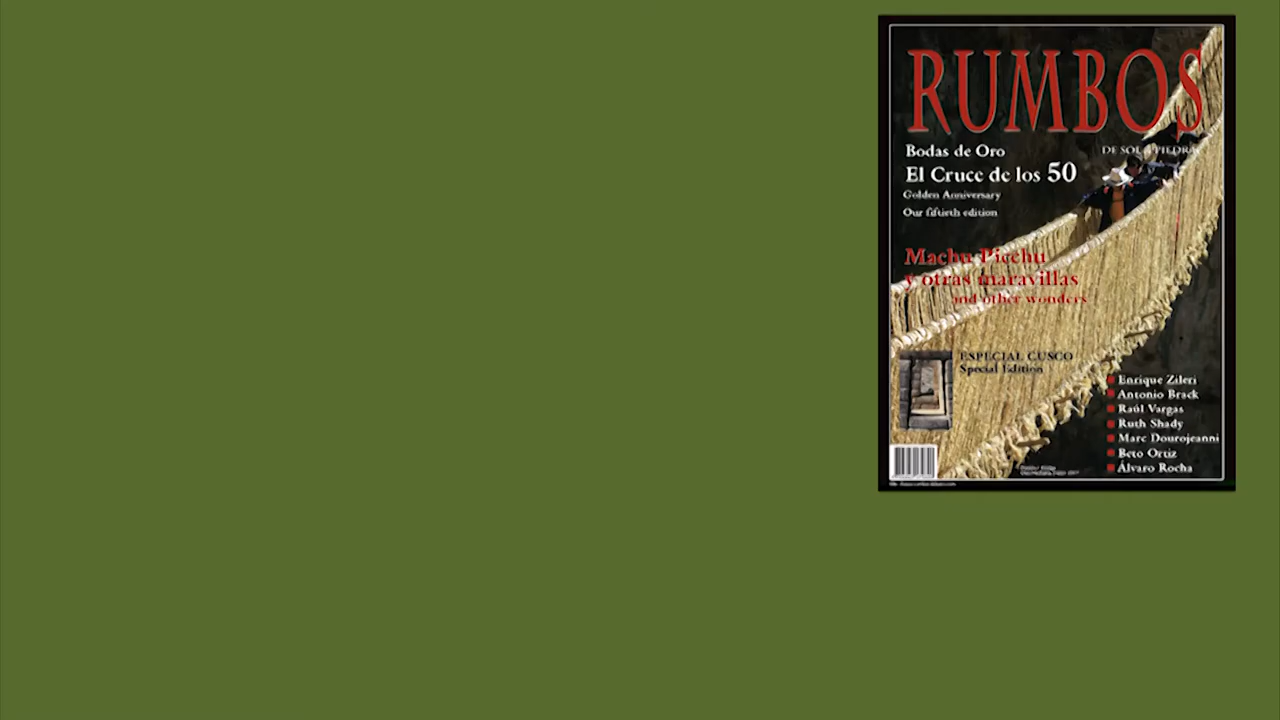 RUMBOS
DE SOL & PIEDRA
Bodas de Oro
El Cruce de los 50
Golden Anniversary
Our fiftieth edition
Machu Picchu
y otras maravillas
and other wonders
ESPECIAL CUSCO
Special Edition
Enrique Zileri
Antonio Brack
Raúl Vargas
Ruth Shady
Marc Dourojeanni
Beto Ortiz
Álvaro Rocha